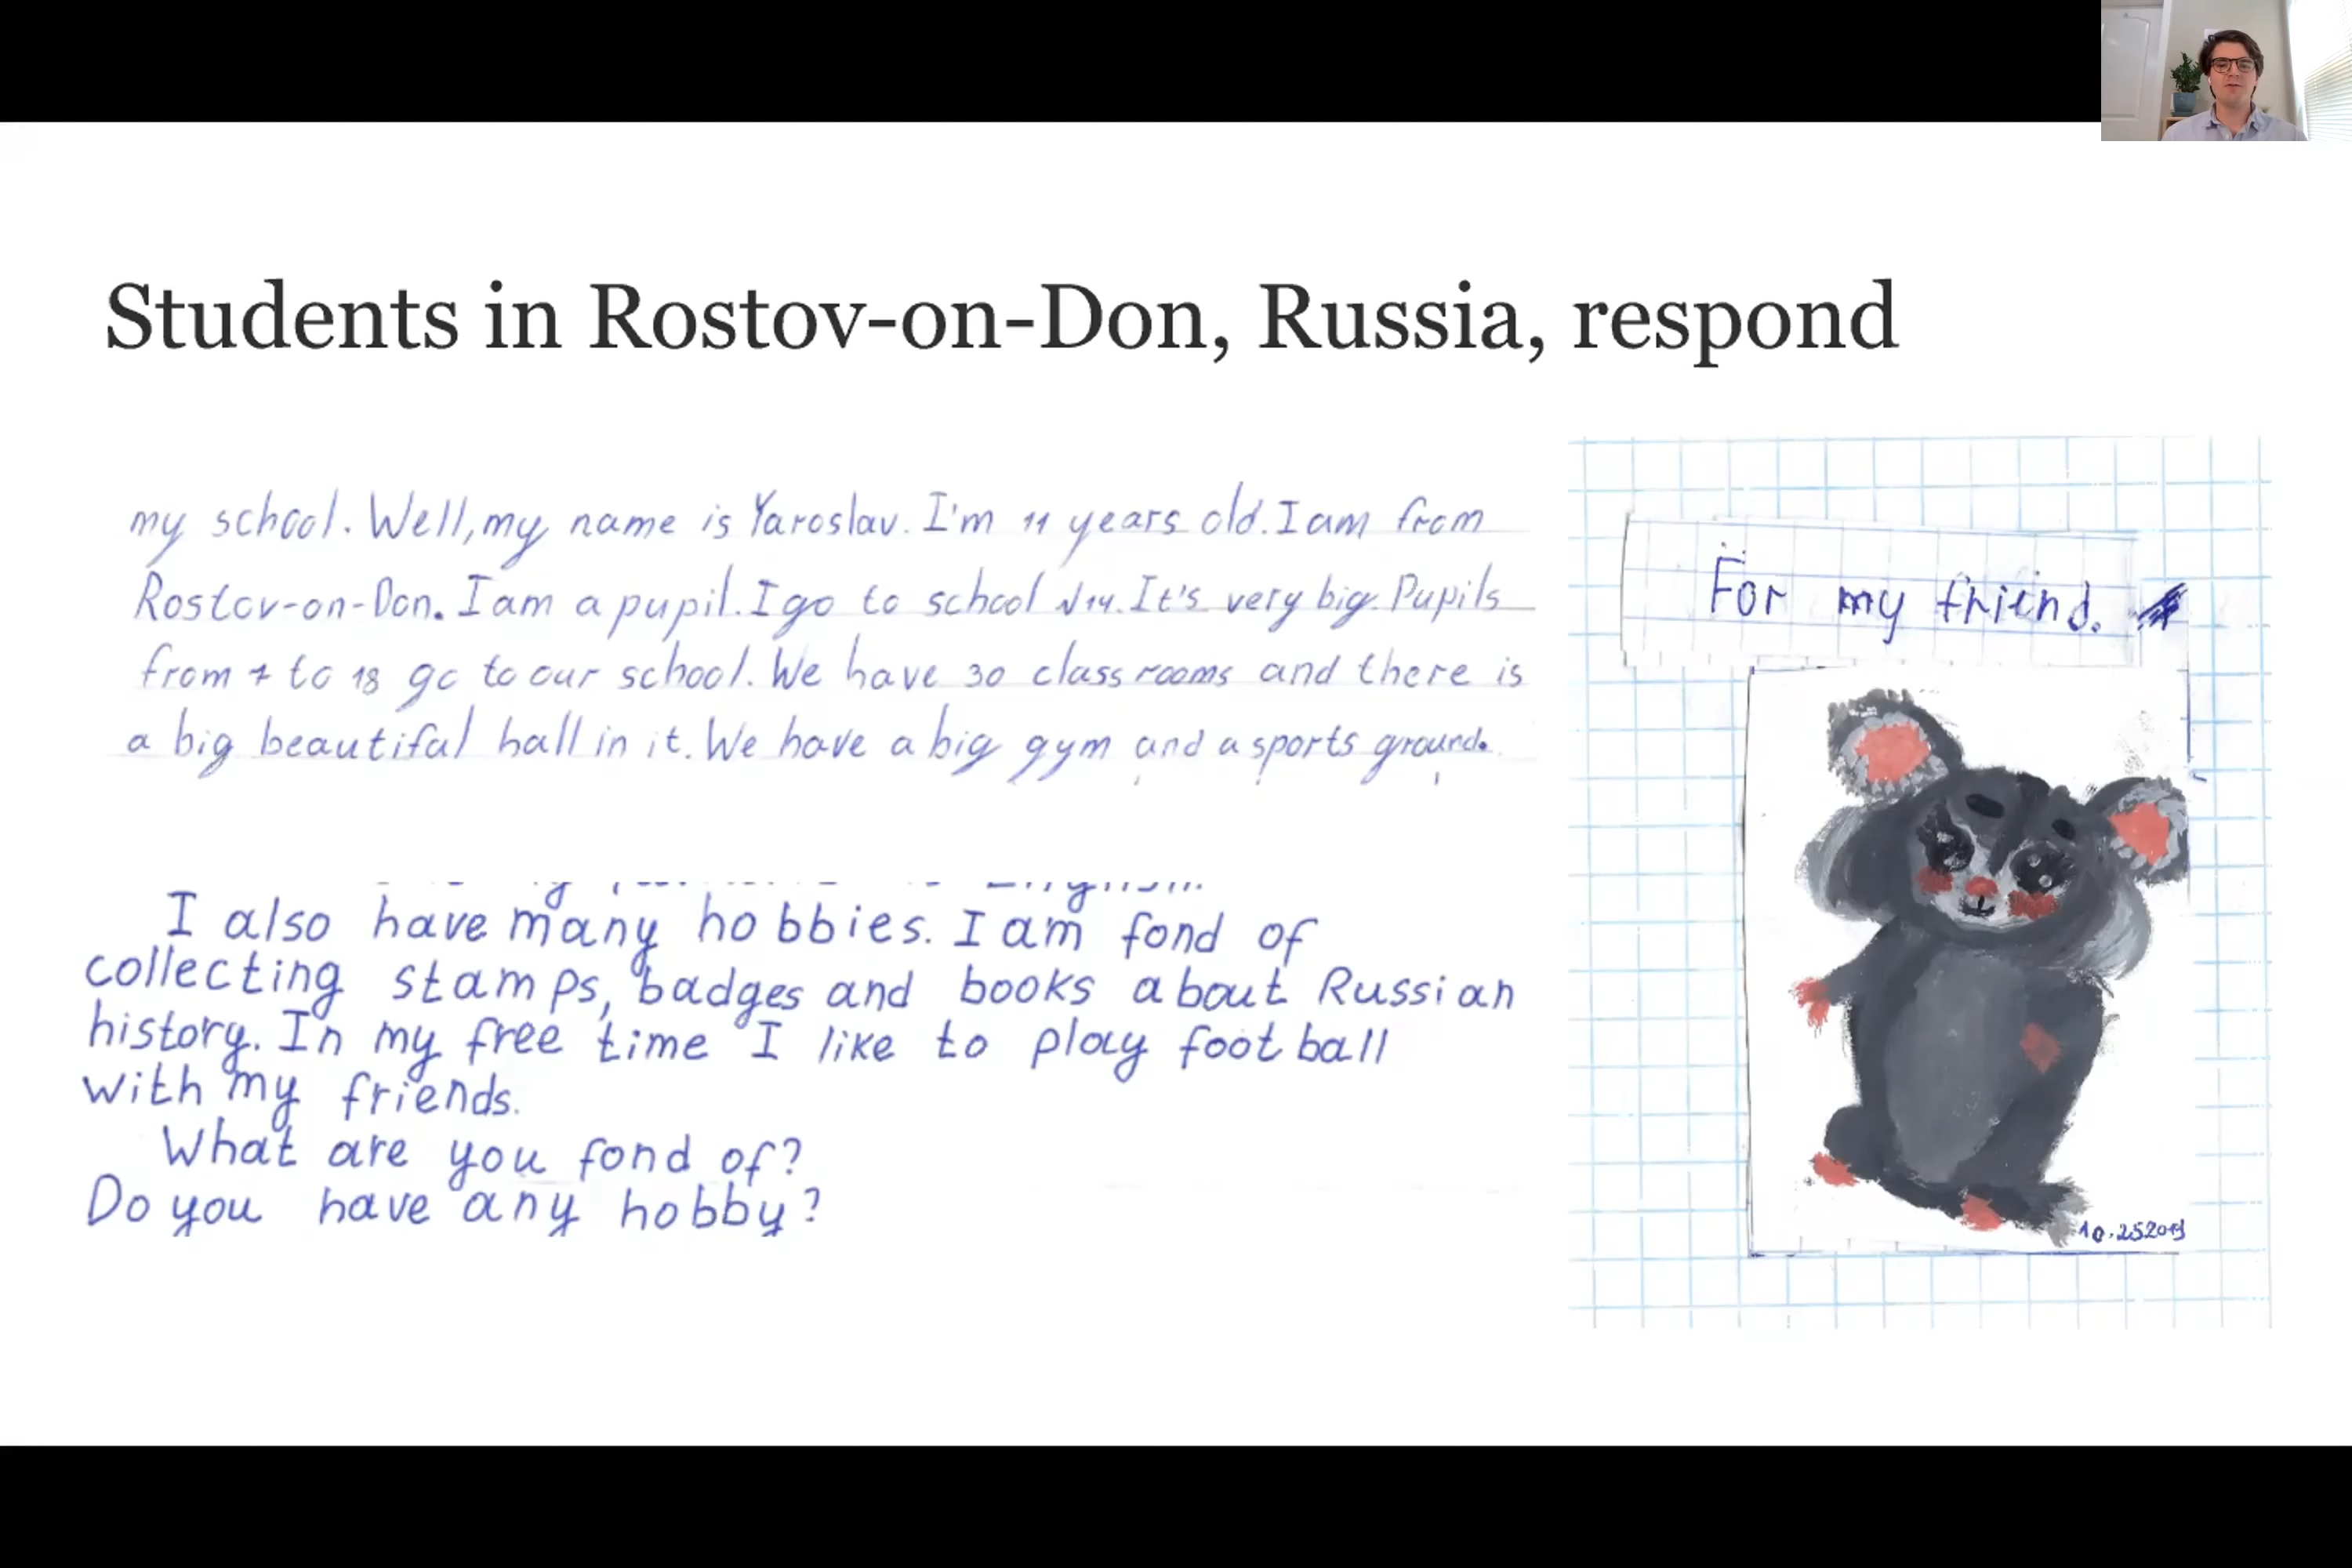 Students in Rostov-on-Don, Russia, respond
my school. Well, my name is Yaroslav. I'm 11 years old. I am from
Rostov-on-Don. I am a pupil. I go to school №14. It's very big. Pupils
from 7 to 18 go to our school. We have 30 class rooms and there is
a big beautiful hall in it. We have a big gym and a sports ground.
English.
I also have many hobbies. I am fond of
collecting stamps, badges and books about Russian
history. In my free time I like to play football
with my friends.
What are you fond of?
Do you have any hobby?
For my friend.
10.252019